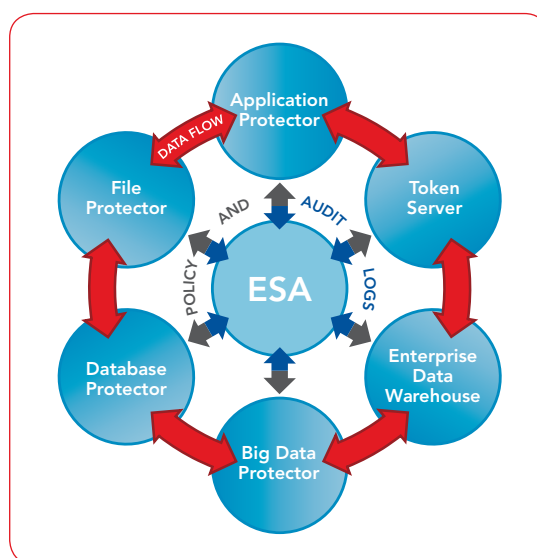 Application
Protector
DATA FLOW
File
Protector
Token
Server
POLICY AND AUDIT LOGS
ESA
Database
Protector
Enterprise
Data
Warehouse
Big Data
Protector